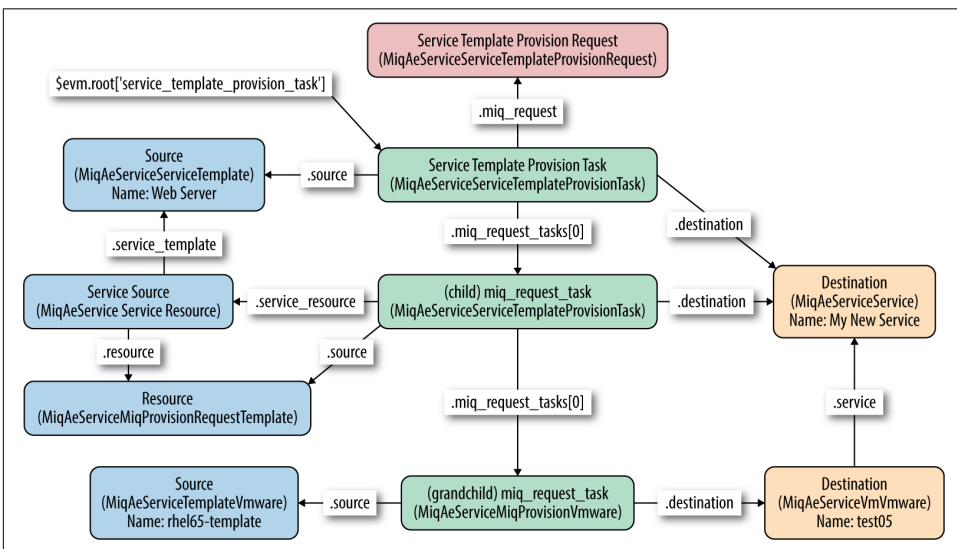 Service Template Provision Request
(MiqAeServiceServiceTemplateProvisionRequest)
$evm.root['service_template_provision_task']
.miq_request
Source
(MiqAeServiceServiceTemplate)
Name: Web Server
.source
Service Template Provision Task
(MiqAeServiceServiceTemplateProvisionTask)
.service_template
.miq_request_tasks[0]
.destination
Service Source
(MiqAeService Service Resource)
.service_resource
(child) miq_request_task
(MiqAeServiceServiceTemplateProvisionTask)
.destination
Destination
(MiqAeServiceService)
Name: My New Service
.resource
.source
Resource
(MiqAeServiceMiqProvisionRequestTemplate)
.miq_request_tasks[0]
.service
Source
(MiqAeServiceTemplateVmware)
Name: rhel65-template
.source
(grandchild) miq_request_task
(MiqAeServiceMiqProvisionVmware)
.destination
Destination
(MiqAeServiceVmVmware)
Name: test05